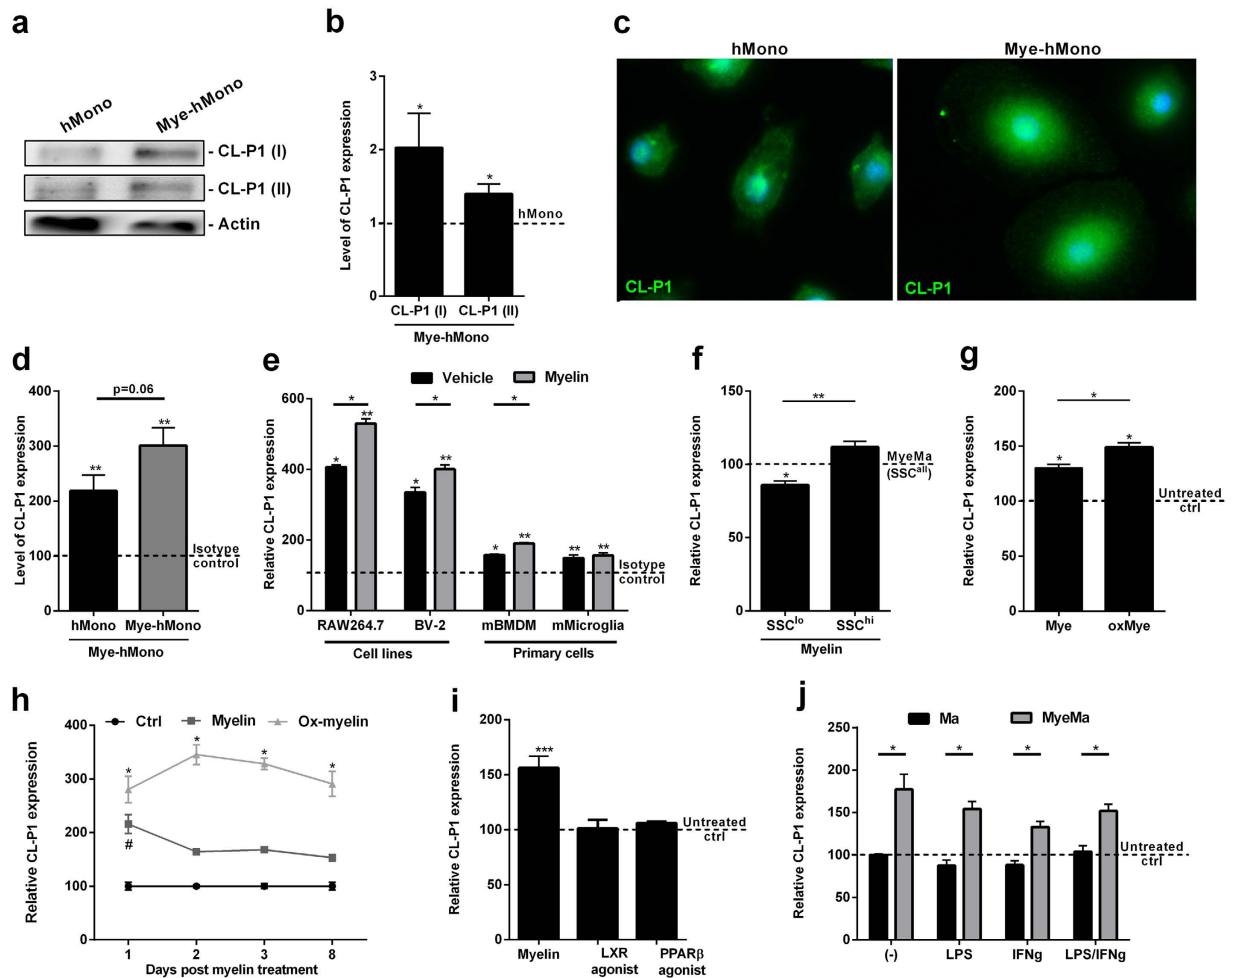 a
hMono
Mye-hMono
- CL-P1 (I)
- CL-P1 (II)
- Actin
b
Level of CL-P1 expression
3
2
1
0
*
*
hMono
CL-P1 (I)
CL-P1 (II)
Mye-hMono
c
hMono
Mye-hMono
CL-P1
CL-P1
d
Level of CL-P1 expression
400
300
200
100
0
p=0.06
**
**
Isotype
control
hMono
Mye-hMono
Mye-hMono
e
Vehicle
Myelin
Relative CL-P1 expression
600
400
200
0
*
*
*
*
**
*
**
*
**
**
**
Isotype
control
RAW264.7
BV-2
mBMDM
mMicroglia
Cell lines
Primary cells
f
Relative CL-P1 expression
150
100
50
0
**
*
MyeMa
(SSCall)
SSClo
SSChi
Myelin
g
Relative CL-P1 expression
200
150
100
50
0
*
*
*
Untreated
ctrl
Mye
oxMye
h
Ctrl
Myelin
Ox-myelin
Relative CL-P1 expression
400
300
200
100
0
*
*
*
*
#
1
2
3
8
Days post myelin treatment
i
Relative CL-P1 expression
200
150
100
50
0
***
Untreated
ctrl
Myelin
LXR
agonist
PPARβ
agonist
j
Ma
MyeMa
Relative CL-P1 expression
250
200
150
100
50
0
*
*
*
*
Untreated
ctrl
(-)
LPS
IFNg
LPS/IFNg